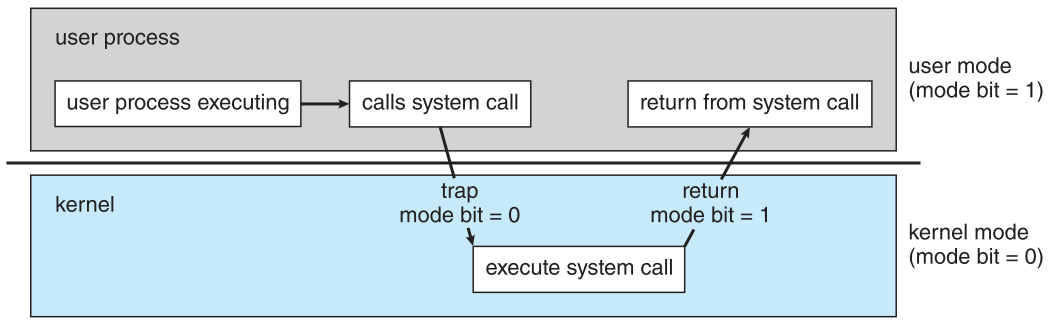 user process
user process executing
calls system call
return from system call
user mode
(mode bit = 1)
kernel
trap
mode bit = 0
return
mode bit = 1
execute system call
kernel mode
(mode bit = 0)